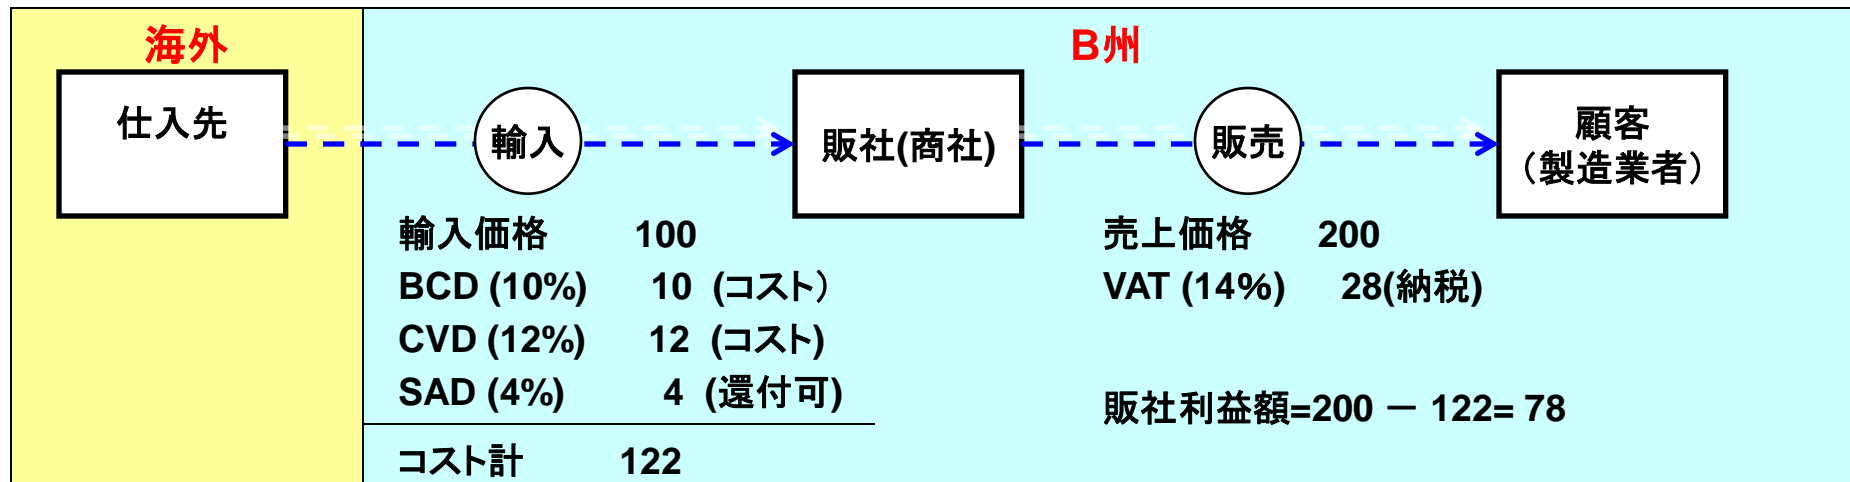 海外
B州
仕入先
輸入
販社(商社)
販売
顧客
（製造業者）
輸入価格 100
BCD (10%) 10 (コスト）
CVD (12%) 12 (コスト)
SAD (4%) 4 (還付可)
コスト計 122
売上価格 200
VAT (14%) 28(納税)
販社利益額=200 － 122= 78